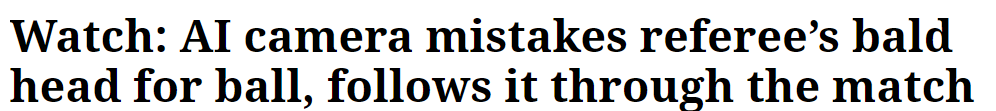 Watch: AI camera mistakes referee’s bald
head for ball, follows it through the match